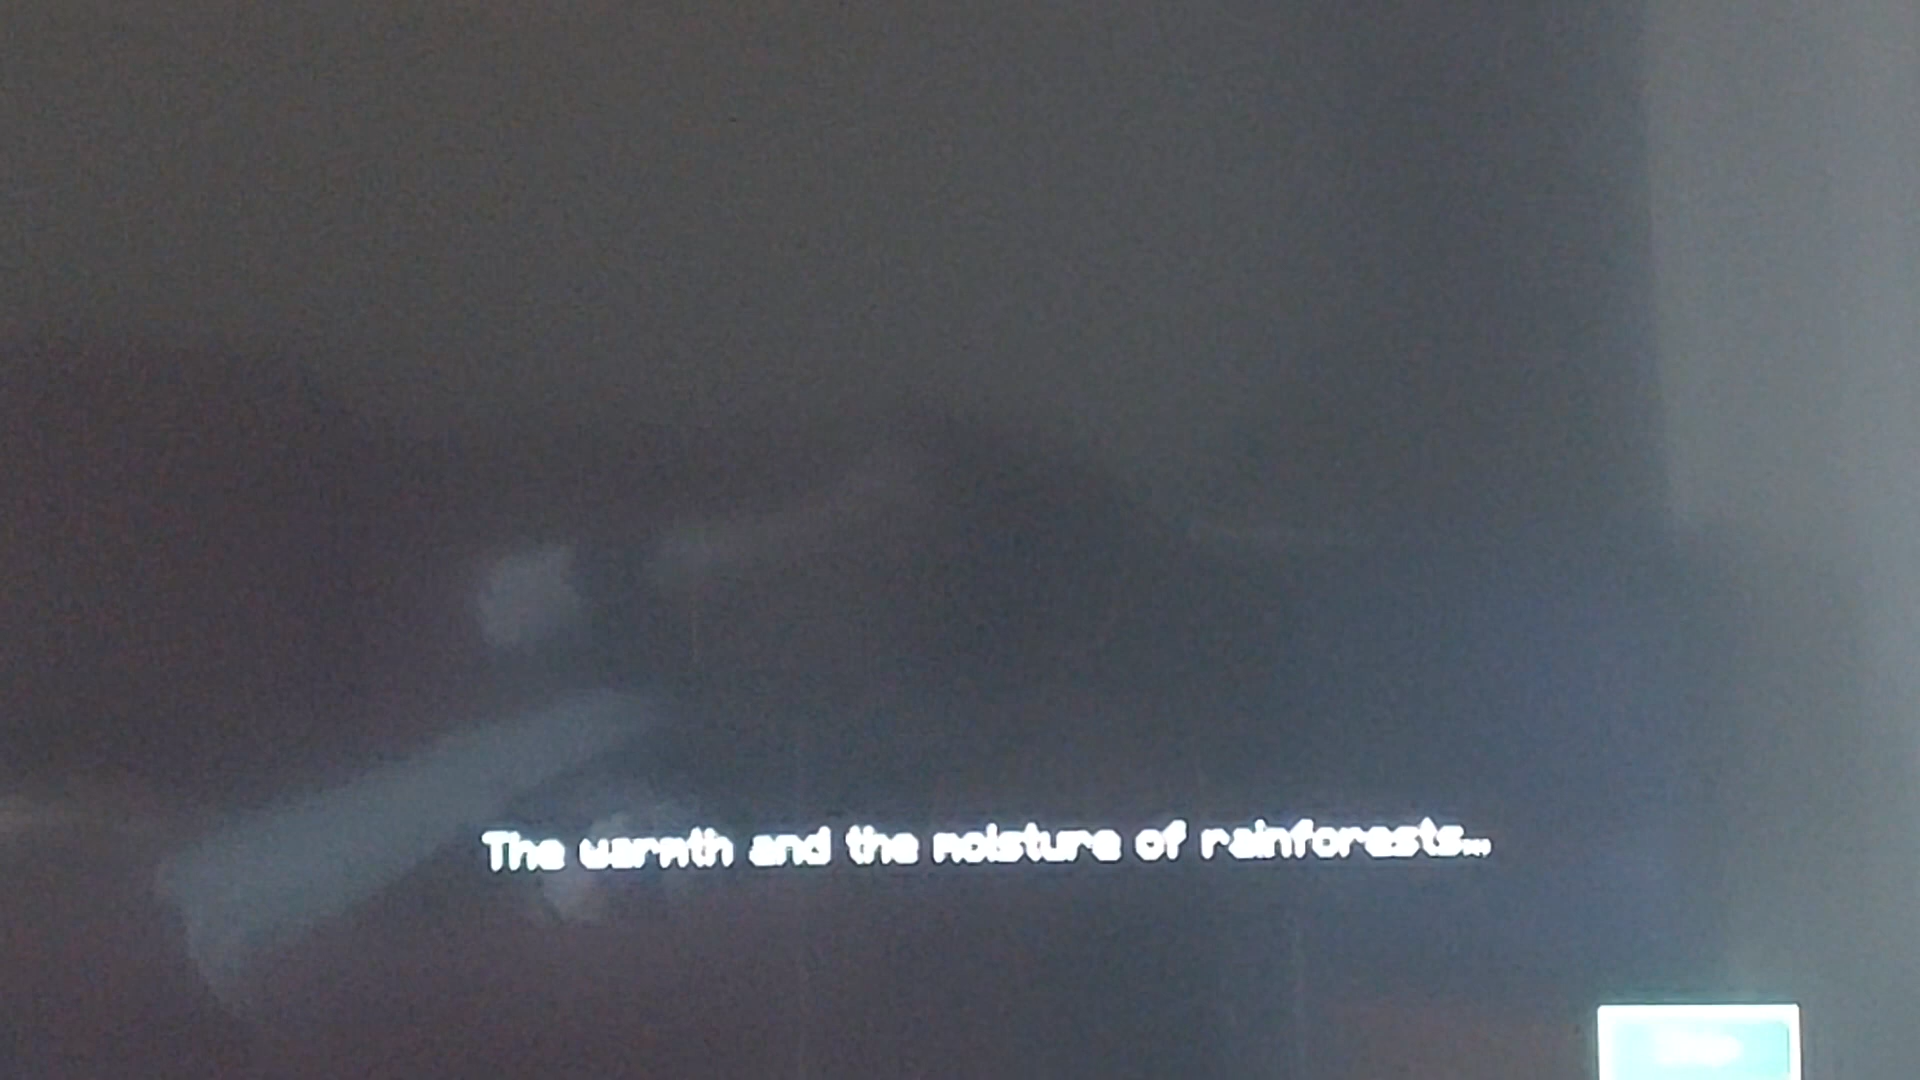 The warmth and the moisture of rainforests...